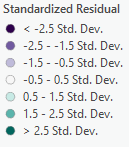 Standardized Residual
< -2.5 Std. Dev.
-2.5 - -1.5 Std. Dev.
-1.5 - -0.5 Std. Dev.
-0.5 - 0.5 Std. Dev.
0.5 - 1.5 Std. Dev.
1.5 - 2.5 Std. Dev.
> 2.5 Std. Dev.